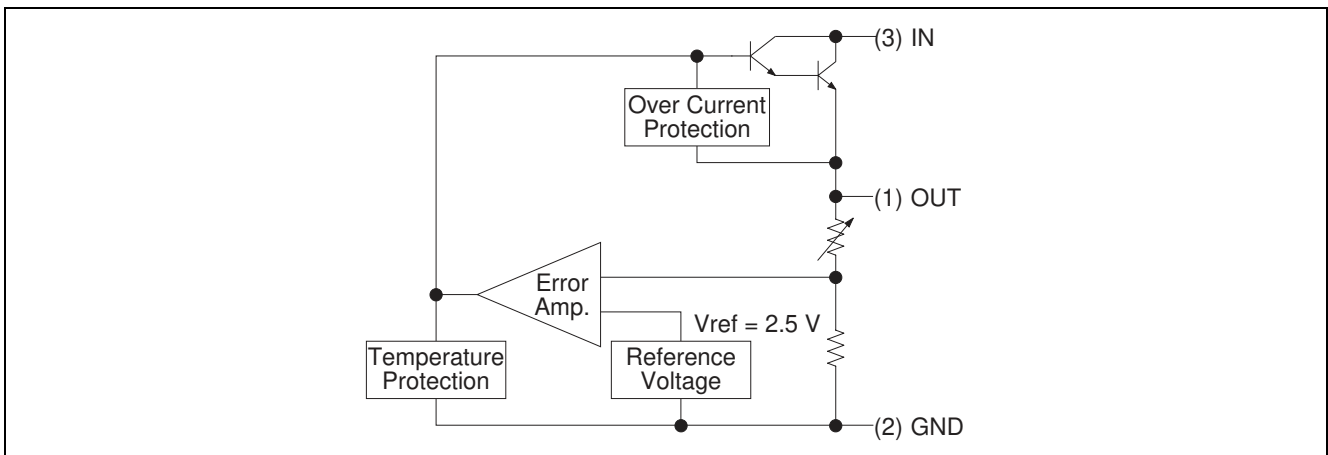 (3) IN
Over Current
Protection
(1) OUT
Error
Amp.
Vref = 2.5 V
Temperature
Protection
Reference
Voltage
(2) GND